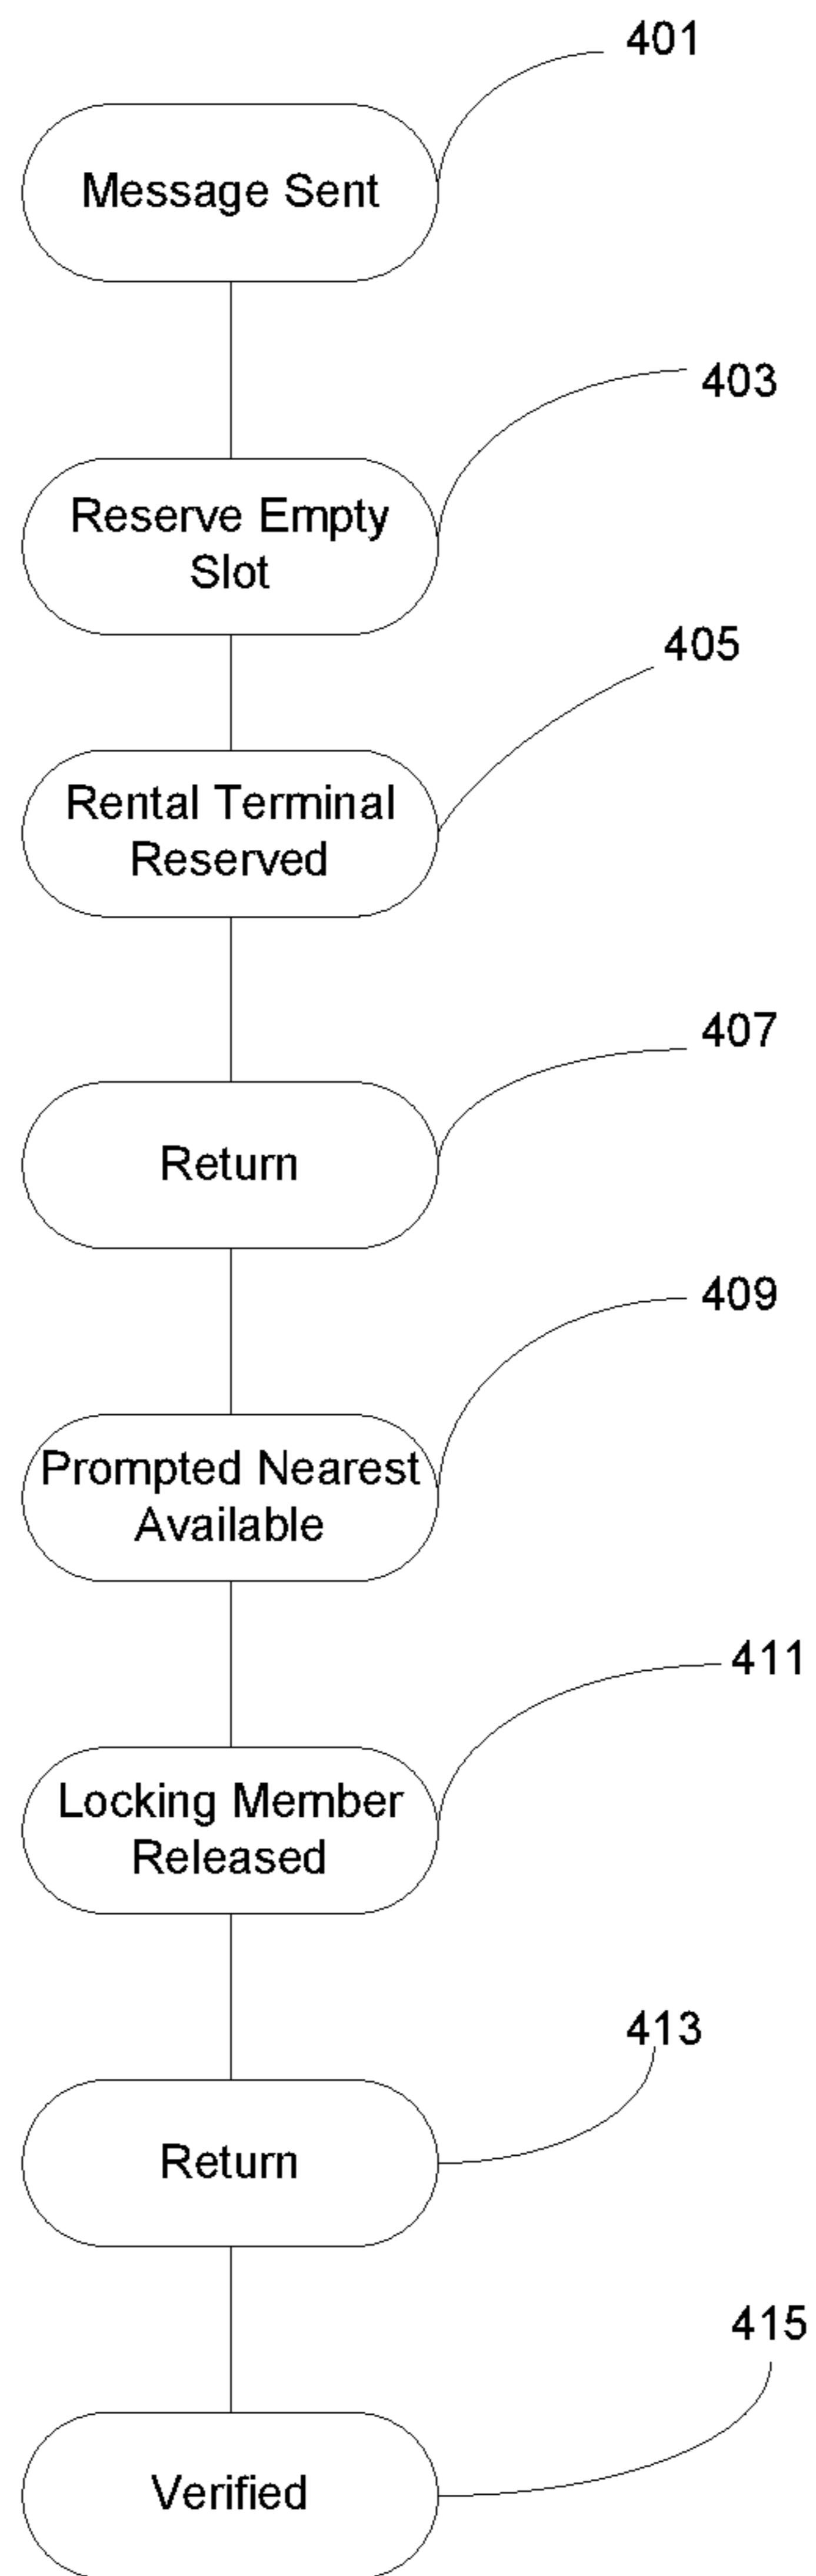 401
Message Sent
403
Reserve Empty
Slot
405
Rental Terminal
Reserved
407
Return
409
Prompted Nearest
Available
411
Locking Member
Released
413
Return
415
Verified